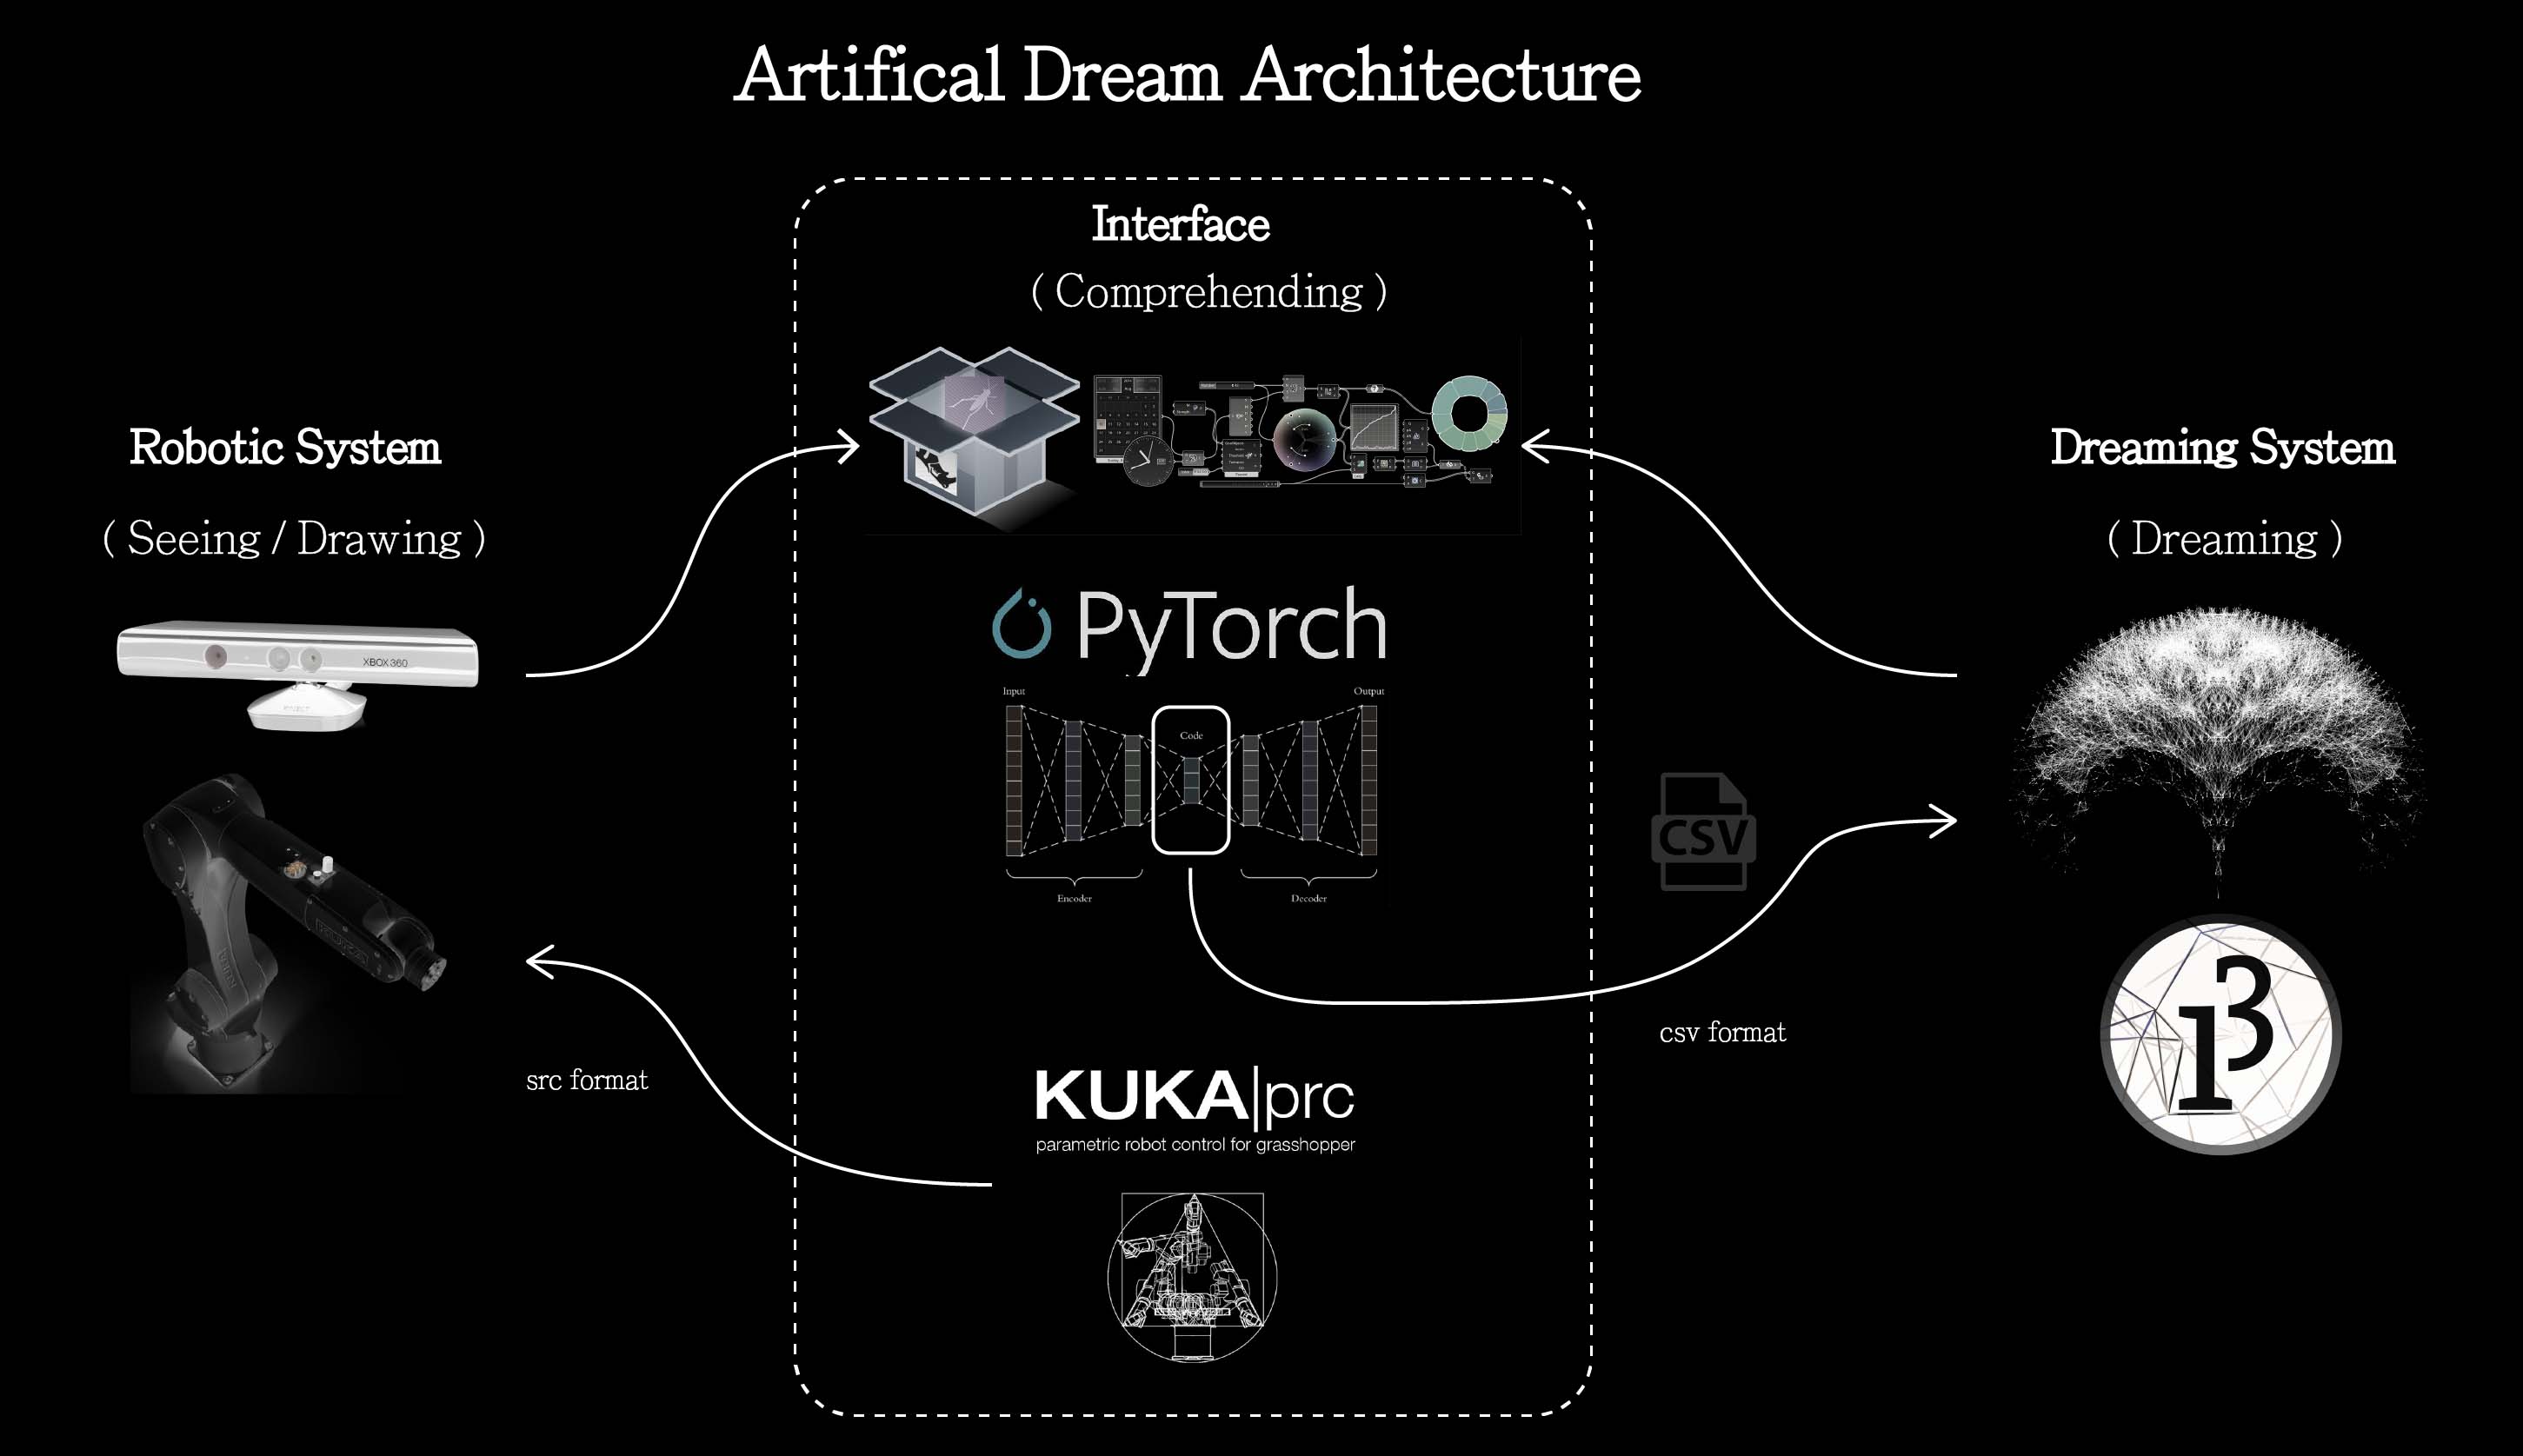 Artifical Dream Architecture
Interface
( Comprehending )
Robotic System
( Seeing / Drawing )
XBOX 360
PyTorch
Input
Output
Code
Encoder
Decoder
Dreaming System
( Dreaming )
CSV
csv format
i3
src format
KUKA|prc
parametric robot control for grasshopper